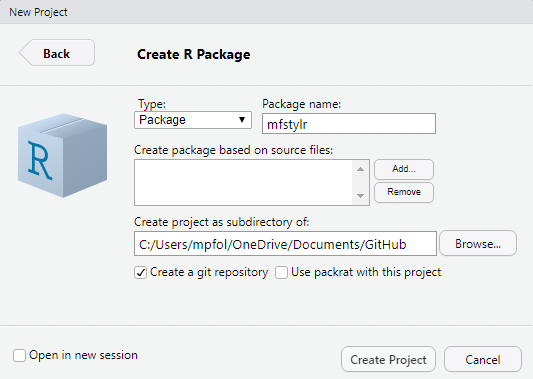 New Project
Back
Create R Package
R
Type:
Package name:
Package
mfstylr
Create package based on source files:
Add...
Remove
Create project as subdirectory of:
C:/Users/mpfol/OneDrive/Documents/GitHub
Browse...
Create a git repository
Use packrat with this project
Open in new session
Create Project
Cancel